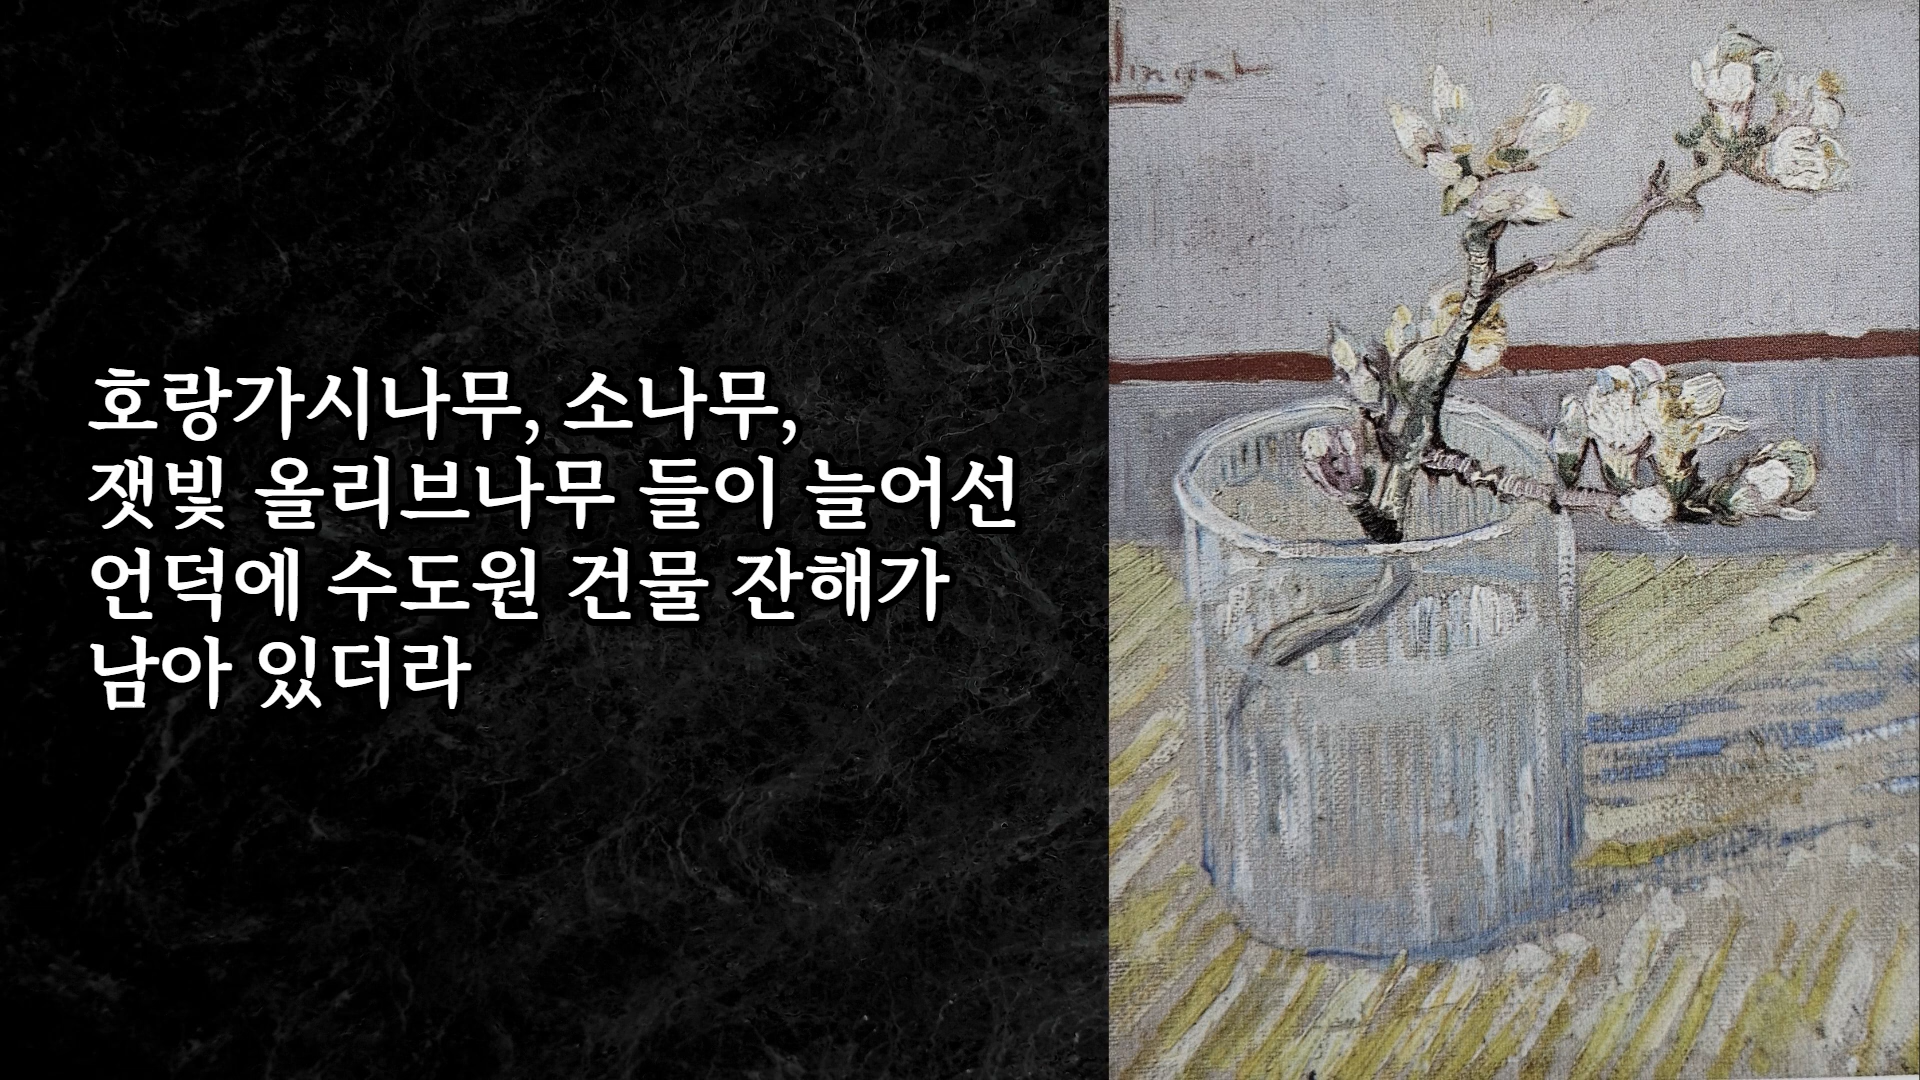 호랑가시나무, 소나무,
잿빛 올리브나무 들이 늘어선
언덕에 수도원 건물 잔해가
남아 있더라
Vincent